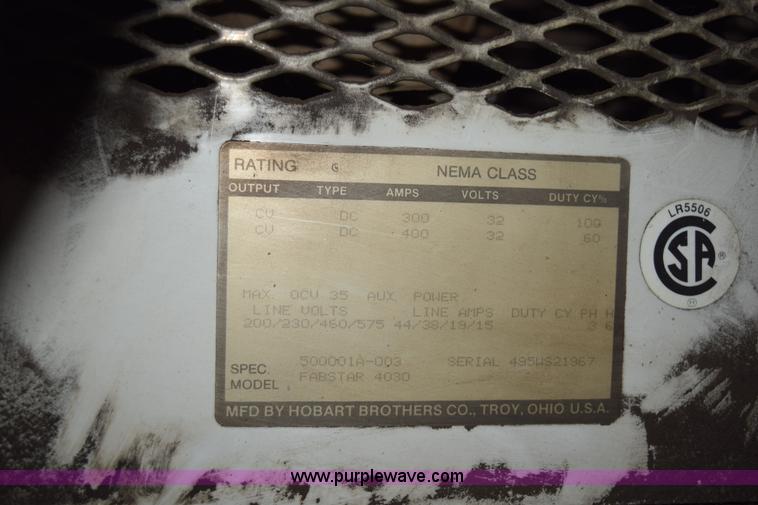 RATING G NEMA CLASS
OUTPUT TYPE AMPS VOLTS DUTY CY%
CV DC 300 32 100
CV DC 400 32 60
MAX. OCV 35 AUX. POWER
LINE VOLTS LINE AMPS DUTY CY PH H
200/230/460/575 44/38/19/15 3 6
SPEC. 500001A-003 SERIAL 495WS21967
MODEL FABSTAR 4030
MFD BY HOBART BROTHERS CO., TROY, OHIO U.S.A.
LR5506
CSA ®
H
www.purplewave.com